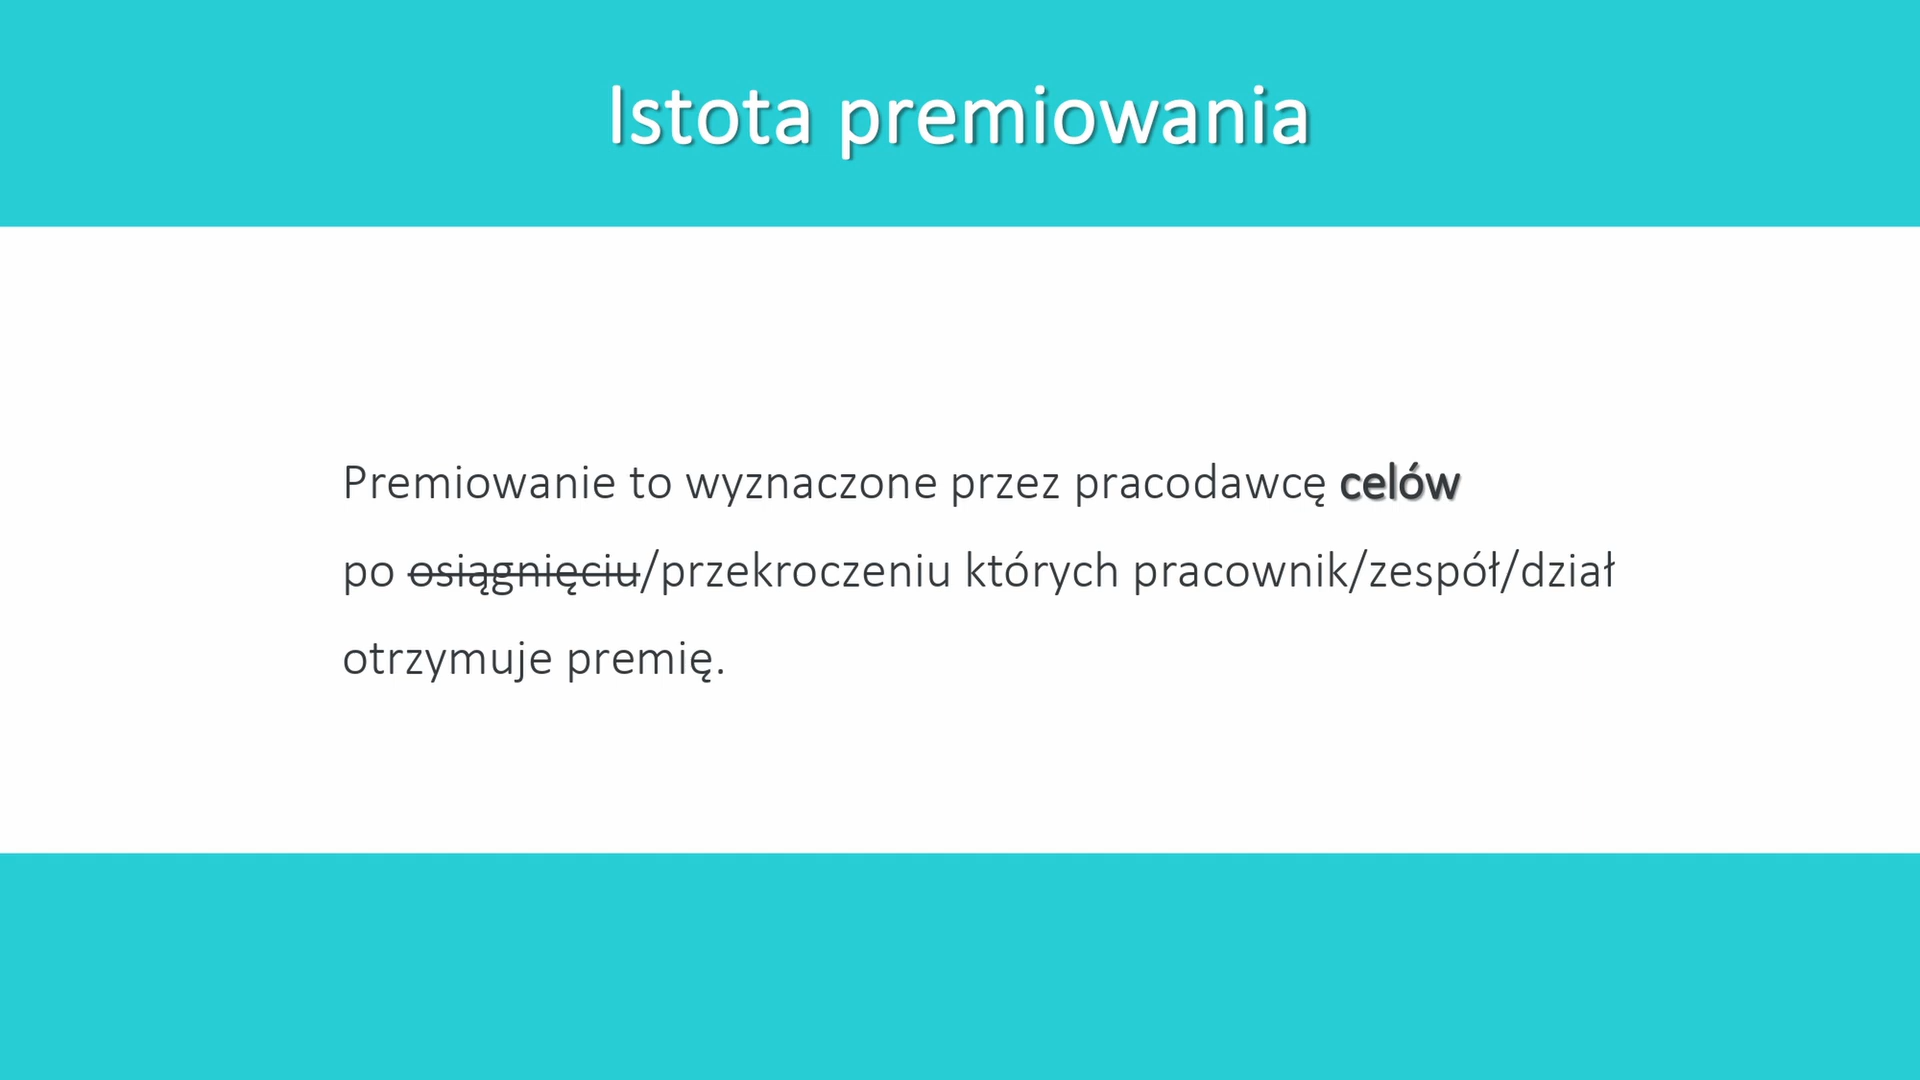 Istota premiowania
Premiowanie to wyznaczone przez pracodawcę celów
po osiągnięciu/przekroczeniu których pracownik/zespół/dział
otrzymuje premię.